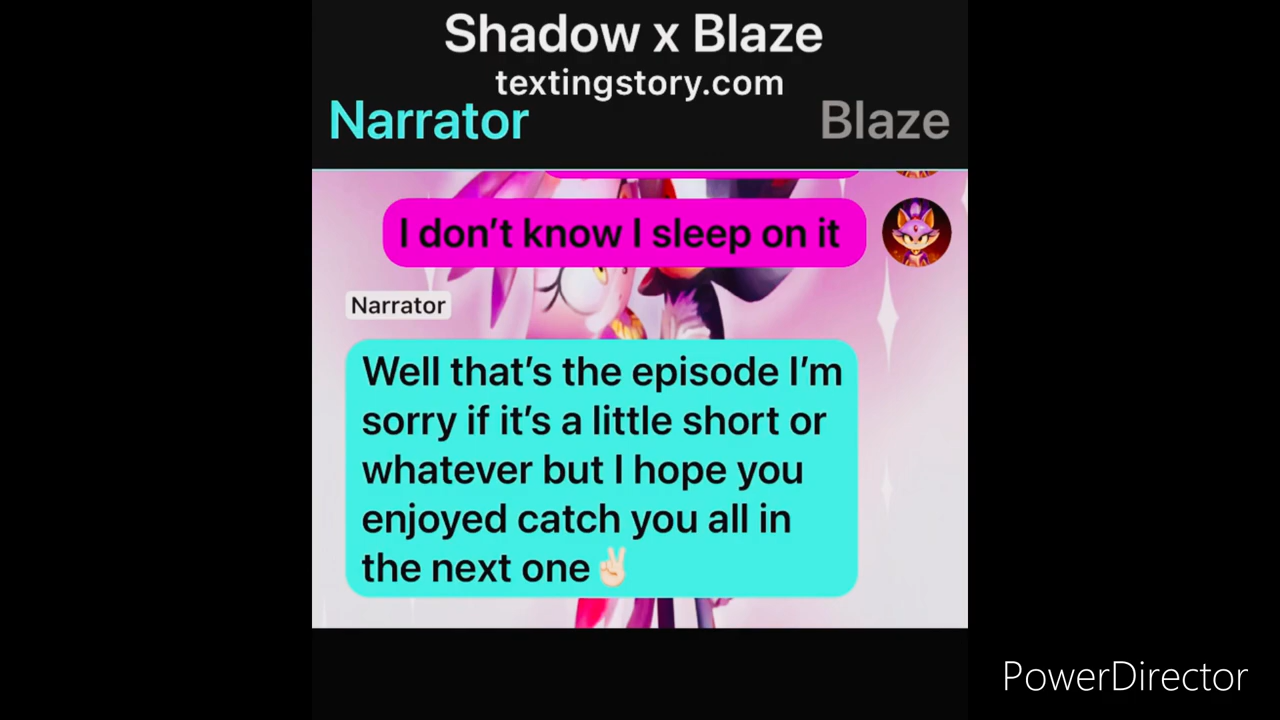 Shadow x Blaze
textingstory.com
Narrator
Blaze
I don’t know I sleep on it
Narrator
Well that’s the episode I’m
sorry if it’s a little short or
whatever but I hope you
enjoyed catch you all in
the next one✌🏻
PowerDirector